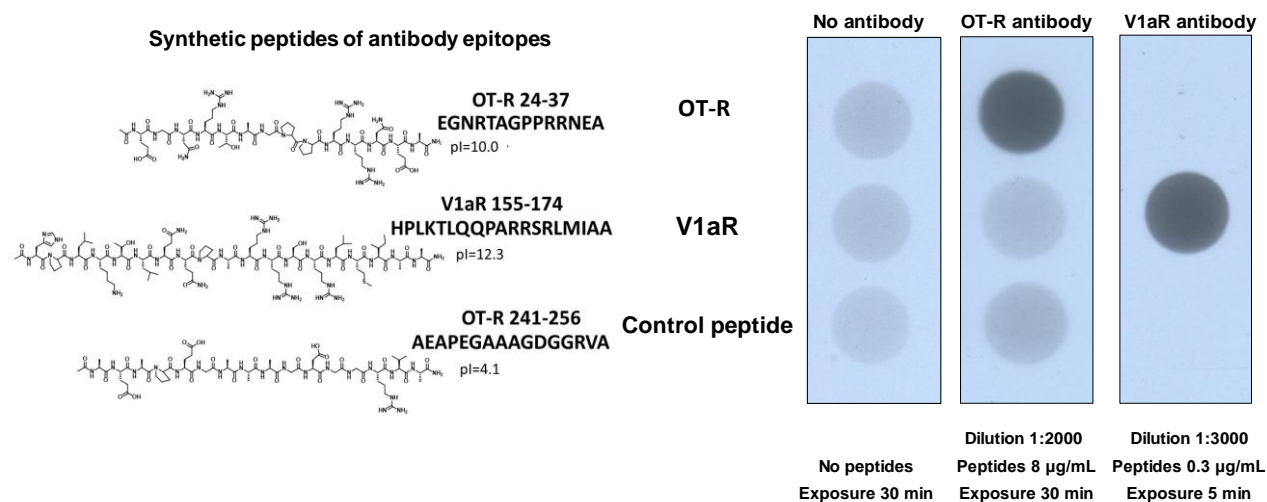 Synthetic peptides of antibody epitopes
OT-R 24-37
EGNRTAGPPRRNEA
pI=10.0
V1aR 155-174
HPLKTLQQPARRSRLMIAA
pI=12.3
OT-R 241-256
AEAPEGAAAGDGGRVA
pI=4.1
OT-R
V1aR
Control peptide
No antibody
OT-R antibody
V1aR antibody
No peptides
Exposure 30 min
Dilution 1:2000
Peptides 8 µg/mL
Exposure 30 min
Dilution 1:3000
Peptides 0.3 µg/mL
Exposure 5 min